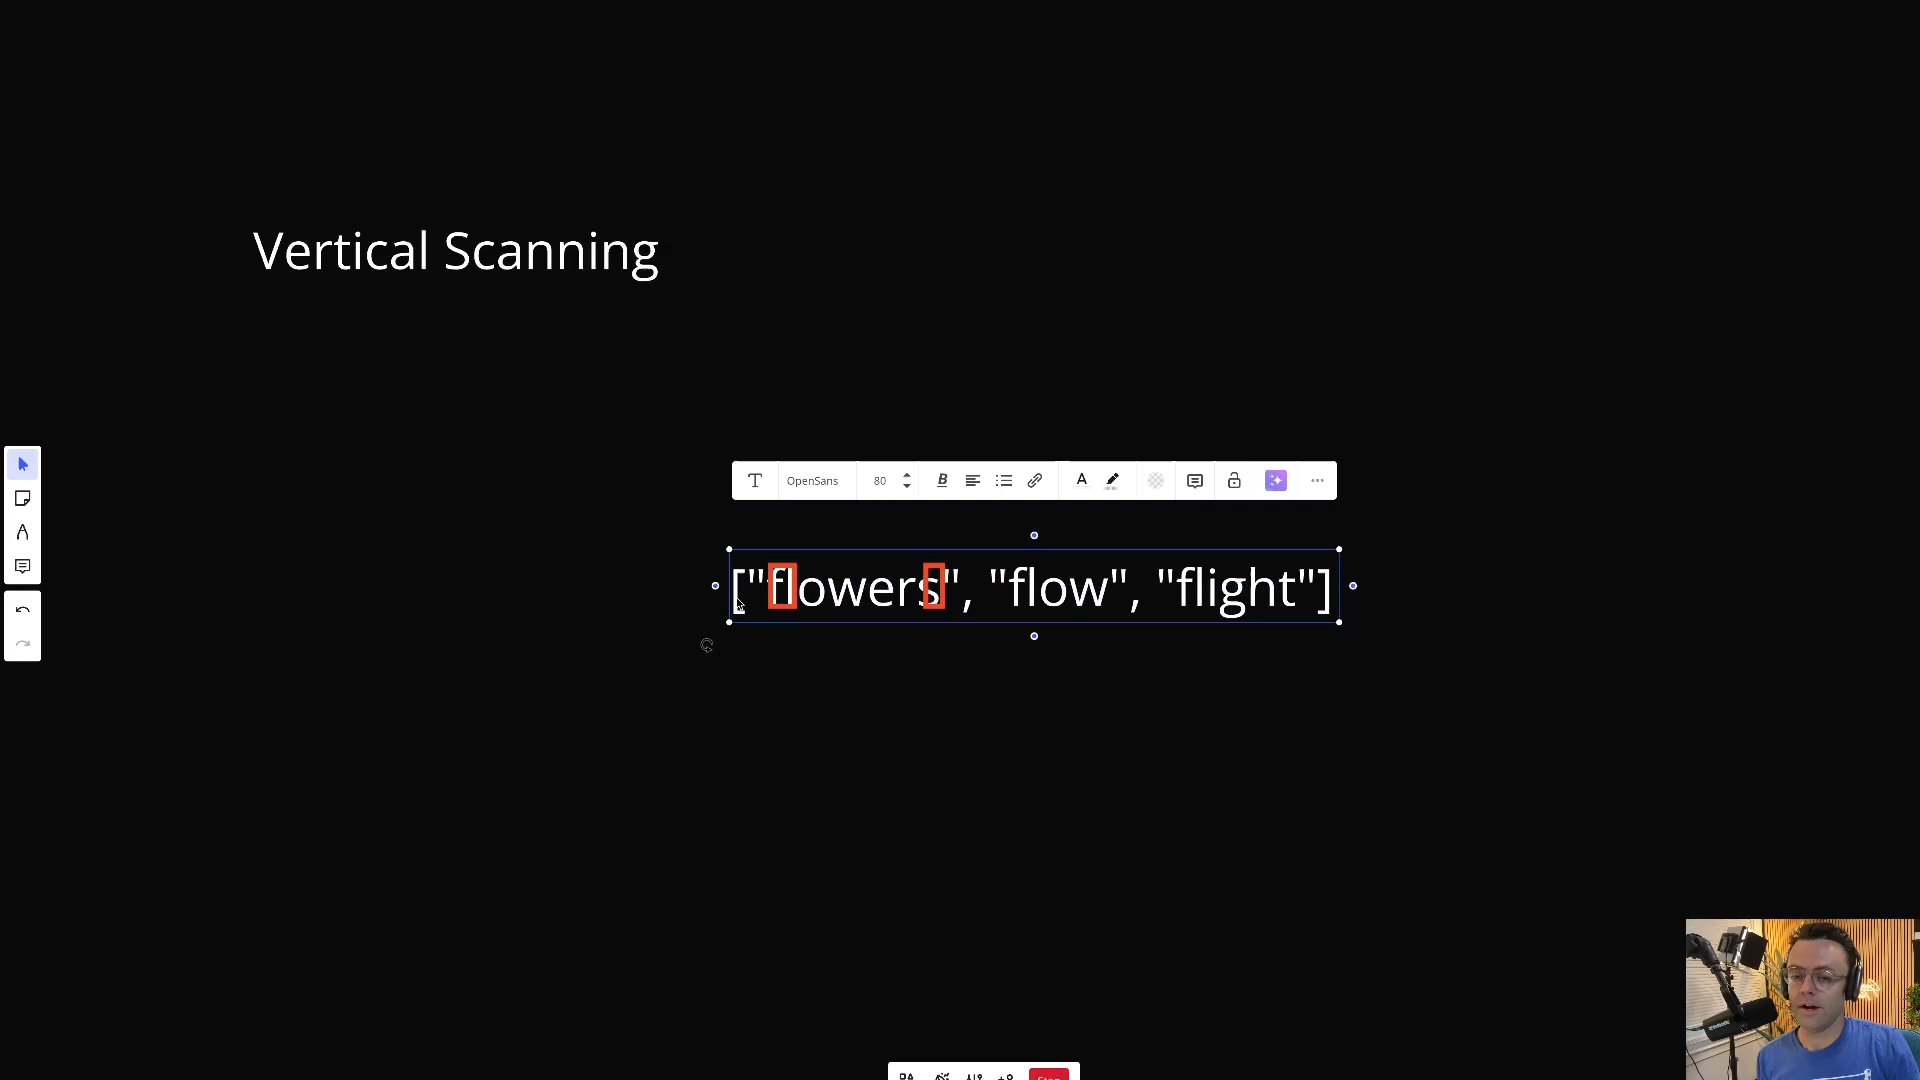 Vertical Scanning
OpenSans 80 B A
["flowers", "flow", "flight"]